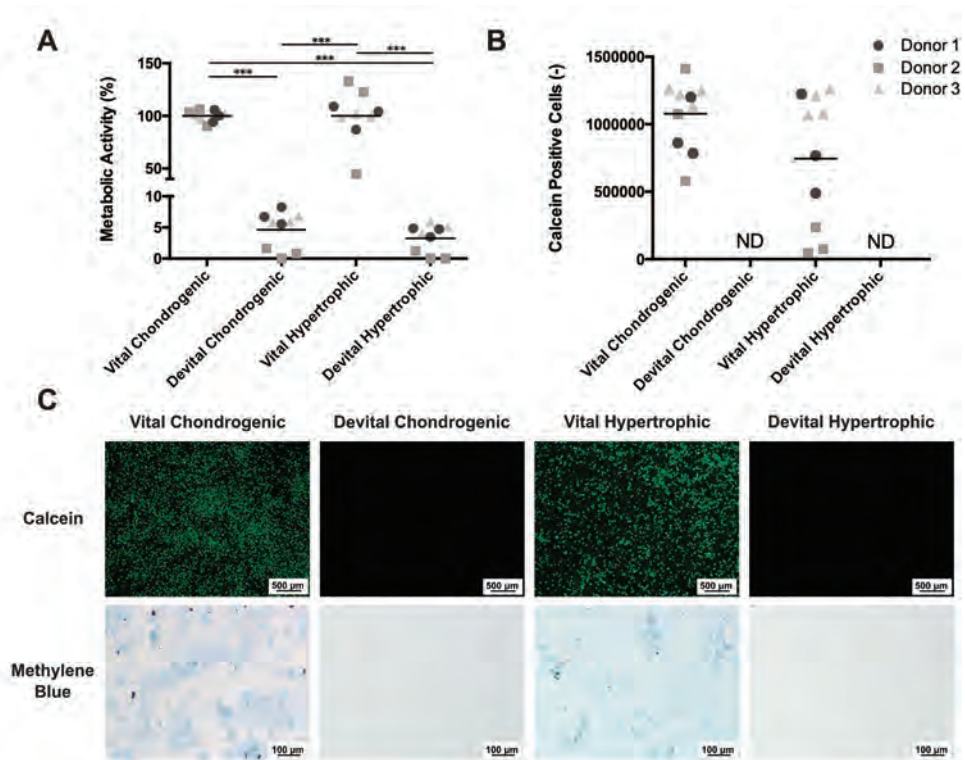 A
***
***
***
***
150
100
50
10
5
0
Metabolic Activity (%)
Vital Chondrogenic
Devital Chondrogenic
Vital Hypertrophic
Devital Hypertrophic
B
Donor 1
Donor 2
Donor 3
1500000
1000000
500000
0
Calcein Positive Cells (-)
ND
ND
Vital Chondrogenic
Devital Chondrogenic
Vital Hypertrophic
Devital Hypertrophic
C
Vital Chondrogenic
Devital Chondrogenic
Vital Hypertrophic
Devital Hypertrophic
Calcein
500 µm
500 µm
500 µm
500 µm
Methylene
Blue
100 µm
100 µm
100 µm
100 µm